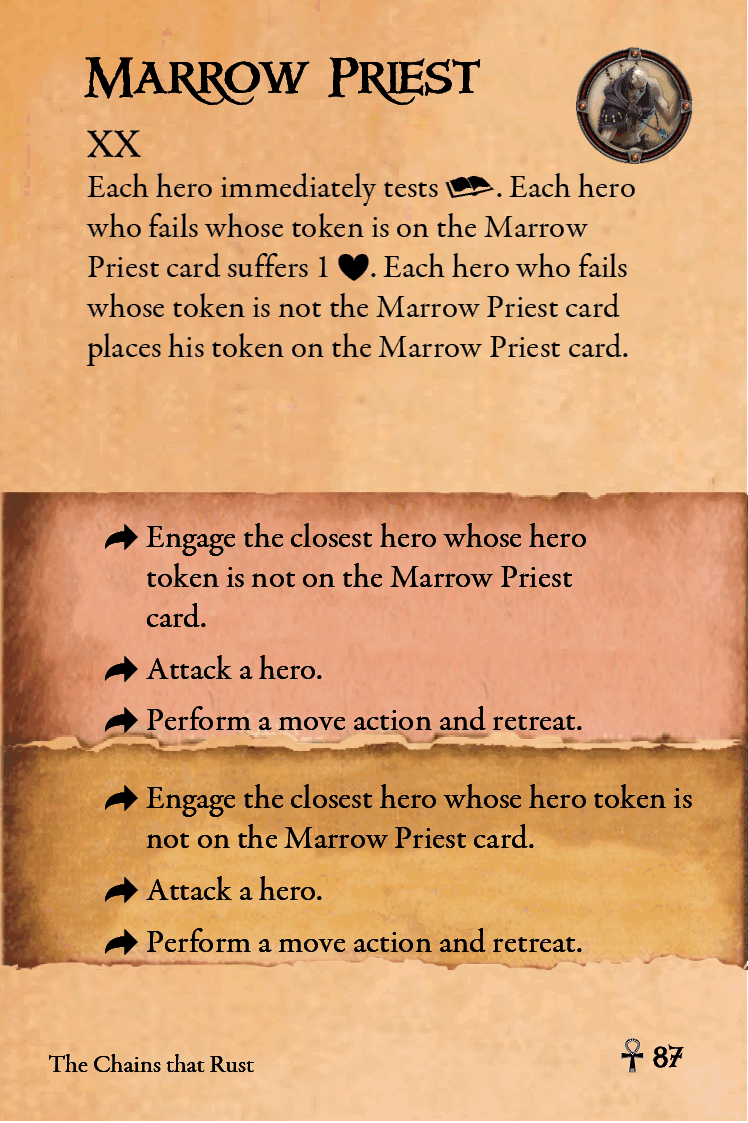 Marrow Priest
XX
Each hero immediately tests . Each hero
who fails whose token is on the Marrow
Priest card suffers 1 ♥. Each hero who fails
whose token is not the Marrow Priest card
places his token on the Marrow Priest card.
Engage the closest hero whose hero
token is not on the Marrow Priest
card.
Attack a hero.
Perform a move action and retreat.
Engage the closest hero whose hero token is
not on the Marrow Priest card.
Attack a hero.
Perform a move action and retreat.
The Chains that Rust
☥ 87